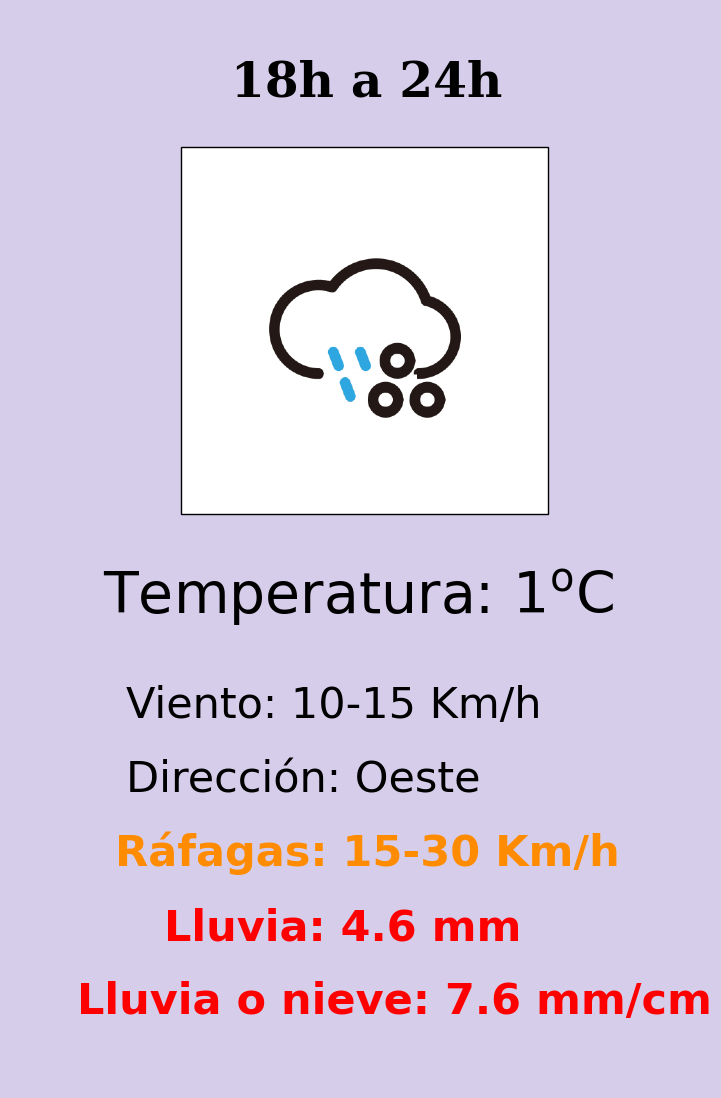 18h a 24h
Temperatura: 1ºC
Viento: 10-15 Km/h
Dirección: Oeste
Ráfagas: 15-30 Km/h
Lluvia: 4.6 mm
Lluvia o nieve: 7.6 mm/cm